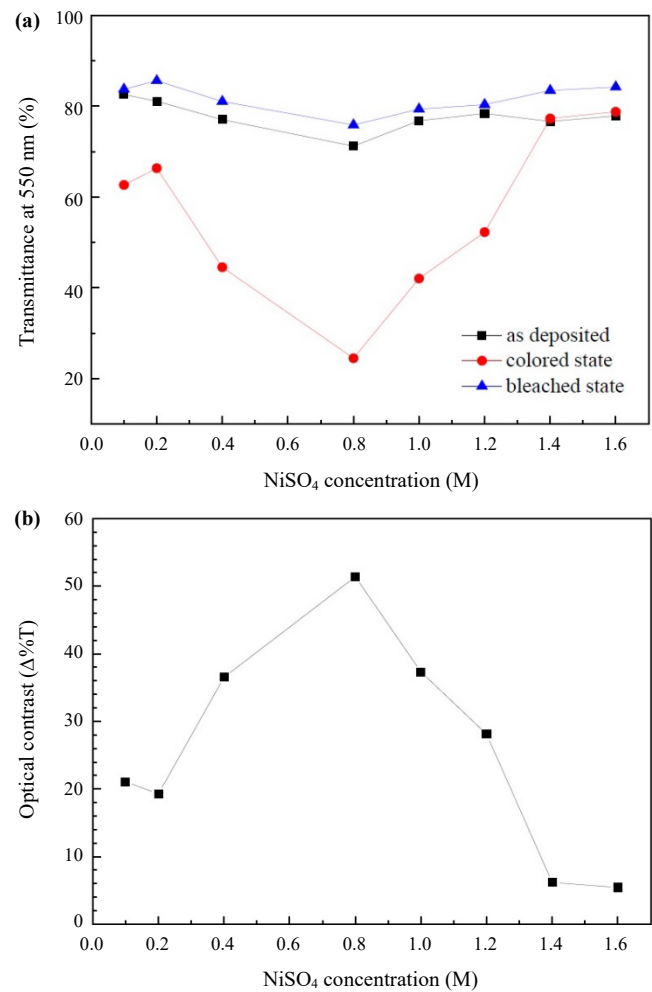 (a)
100
80
60
40
20
Transmittance at 550 nm (%)
as deposited
colored state
bleached state
0.0 0.2 0.4 0.6 0.8 1.0 1.2 1.4 1.6
NiSO₄ concentration (M)
(b)
60
50
40
30
20
10
0
Optical contrast (Δ%T)
0.0 0.2 0.4 0.6 0.8 1.0 1.2 1.4 1.6
NiSO₄ concentration (M)